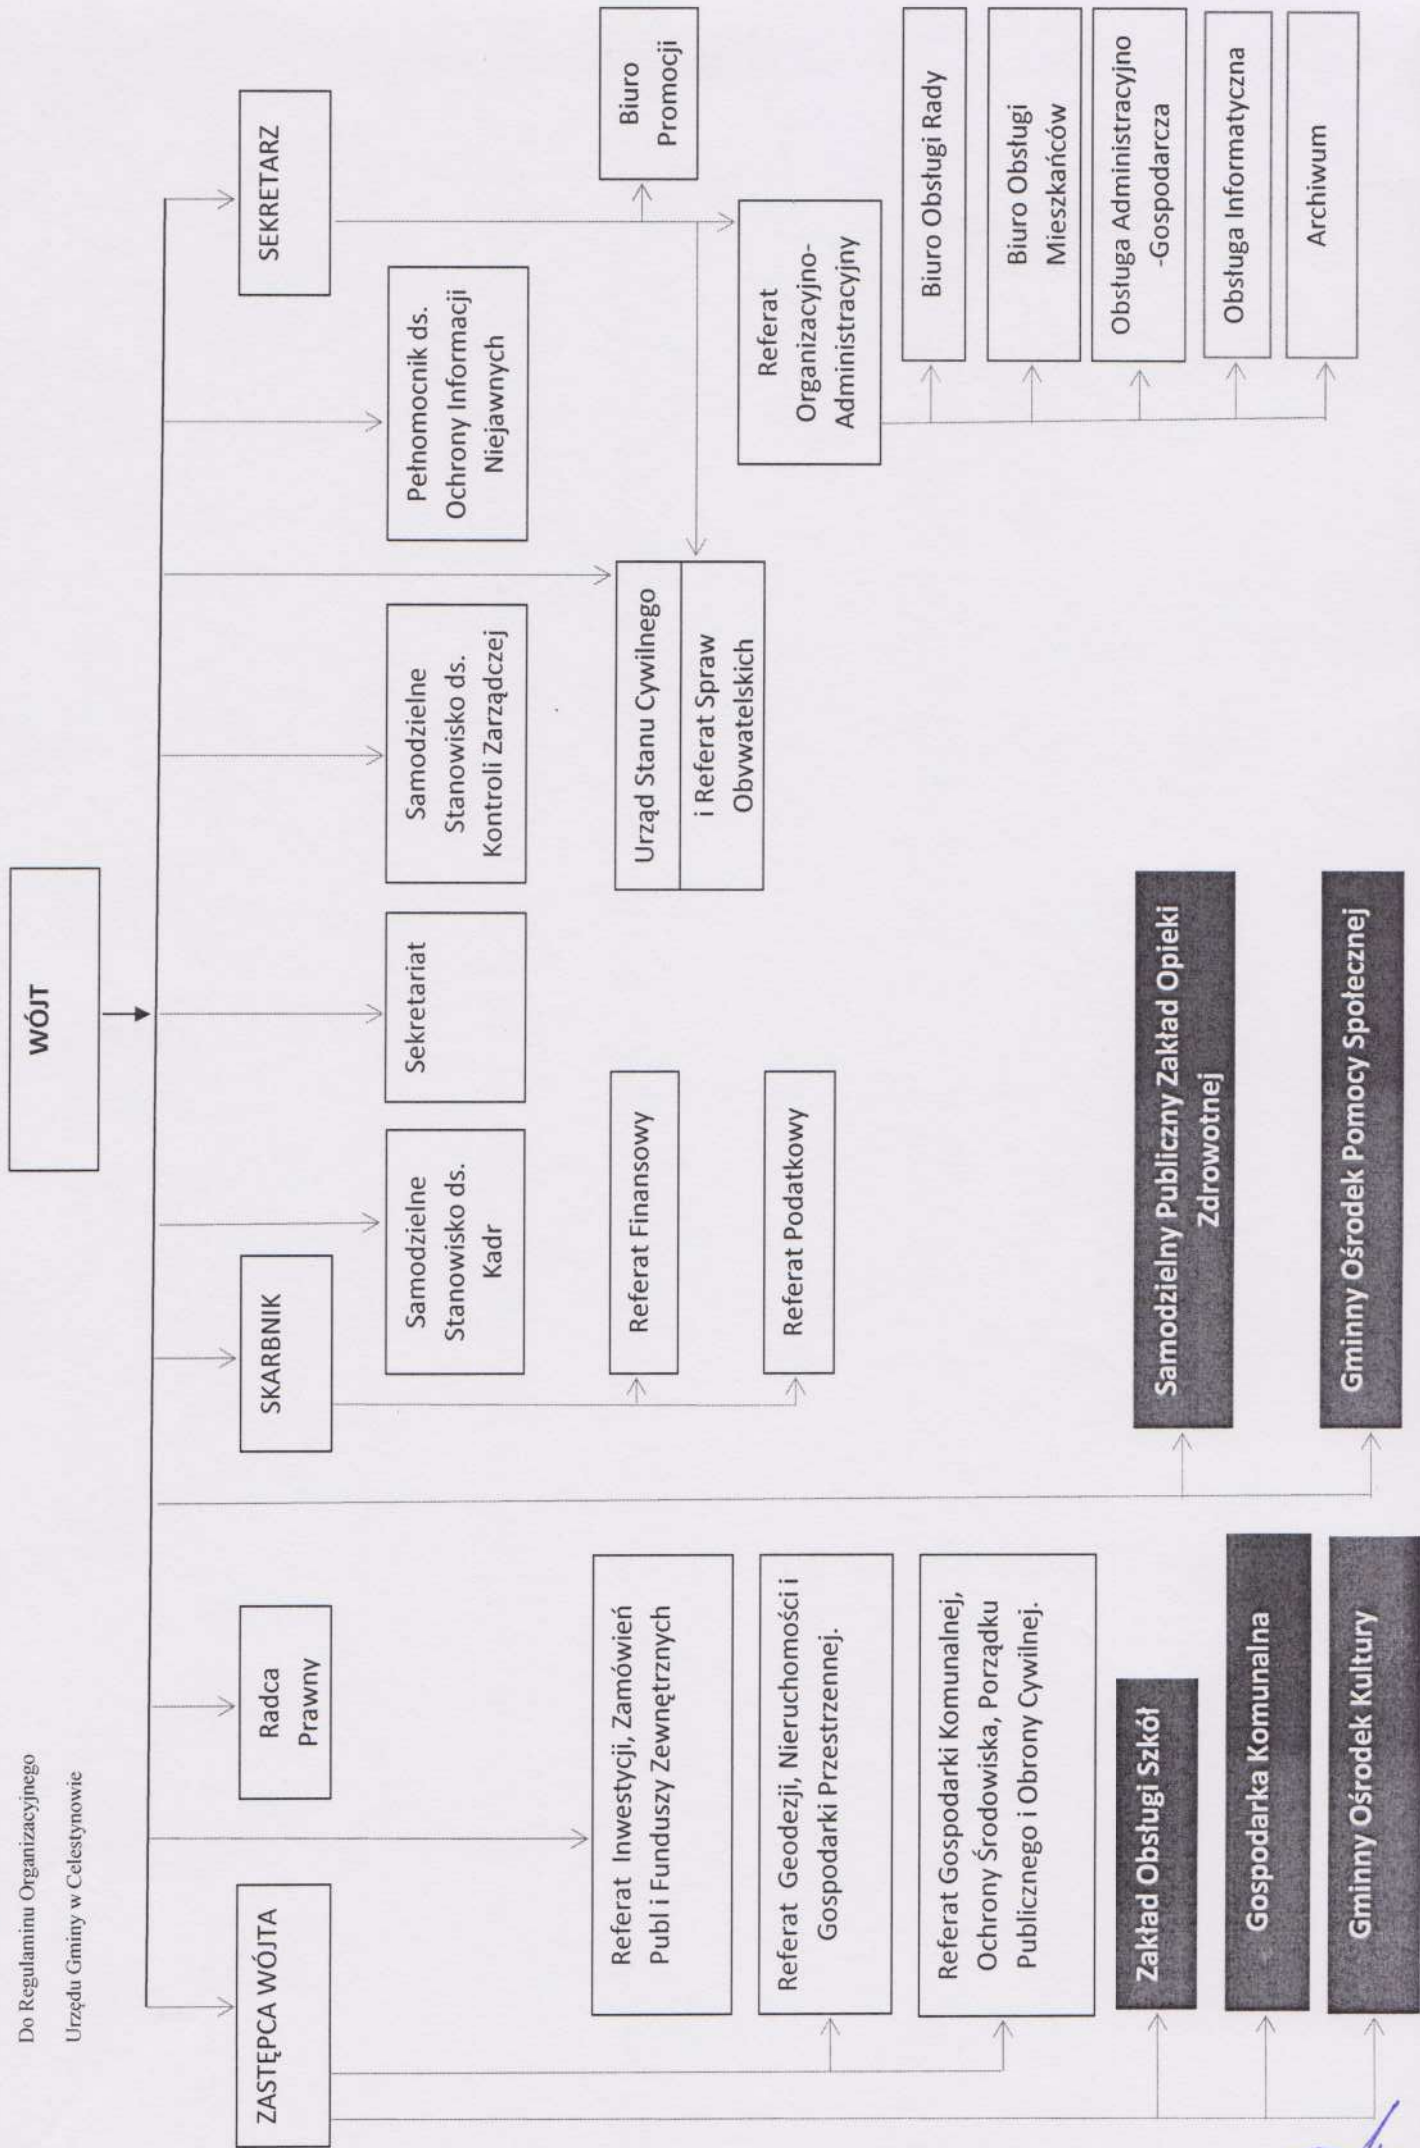 Do Regulaminu Organizacyjnego
Urzędu Gminy w Celestynowie
WÓJT
ZASTĘPCA WÓJTA
Radca
Prawny
SKARBNIK
SEKRETARZ
Samodzielne
Stanowisko ds.
Kadr
Sekretariat
Samodzielne
Stanowisko ds.
Kontroli Zarządczej
Pełnomocnik ds.
Ochrony Informacji
Niejawnych
Referat Inwestycji, Zamówień
Publ i Funduszy Zewnętrznych
Referat Geodezji, Nieruchomości i
Gospodarki Przestrzennej.
Referat Gospodarki Komunalnej,
Ochrony Środowiska, Porządku
Publicznego i Obrony Cywilnej.
Zakład Obsługi Szkół
Gospodarka Komunalna
Gminny Ośrodek Kultury
Referat Finansowy
Referat Podatkowy
Samodzielny Publiczny Zakład Opieki
Zdrowotnej
Gminny Ośrodek Pomocy Społecznej
Urząd Stanu Cywilnego
i Referat Spraw
Obywatelskich
Biuro
Promocji
Referat
Organizacyjno-
Administracyjny
Biuro Obsługi Rady
Biuro Obsługi
Mieszkańców
Obsługa Administracyjno
-Gospodarcza
Obsługa Informatyczna
Archiwum